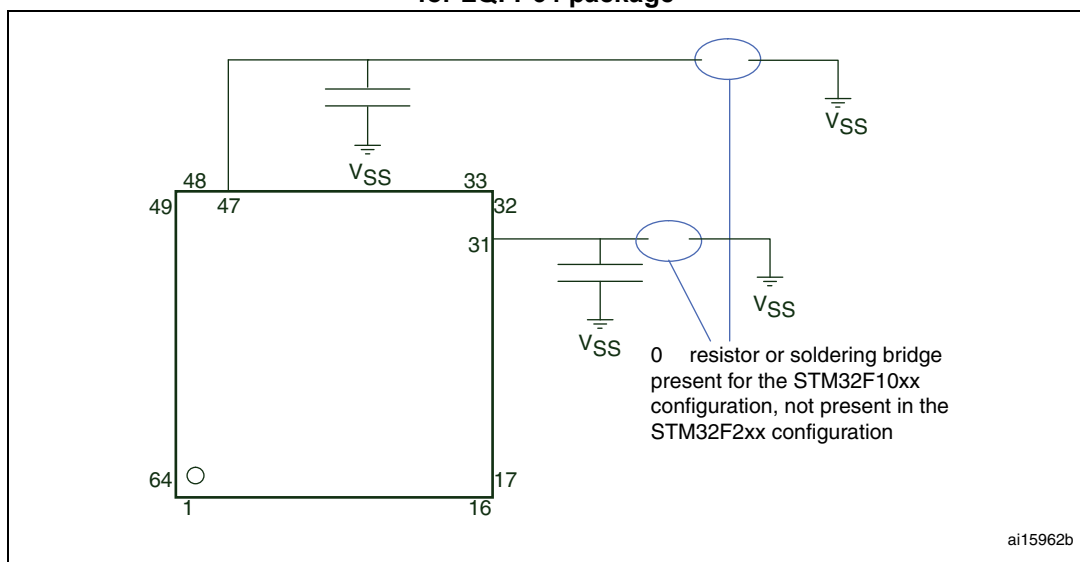 VSS
VSS
48
33
49
47
32
31
VSS
VSS
0 resistor or soldering bridge
present for the STM32F10xx
configuration, not present in the
STM32F2xx configuration
64
17
1
16
ai15962b